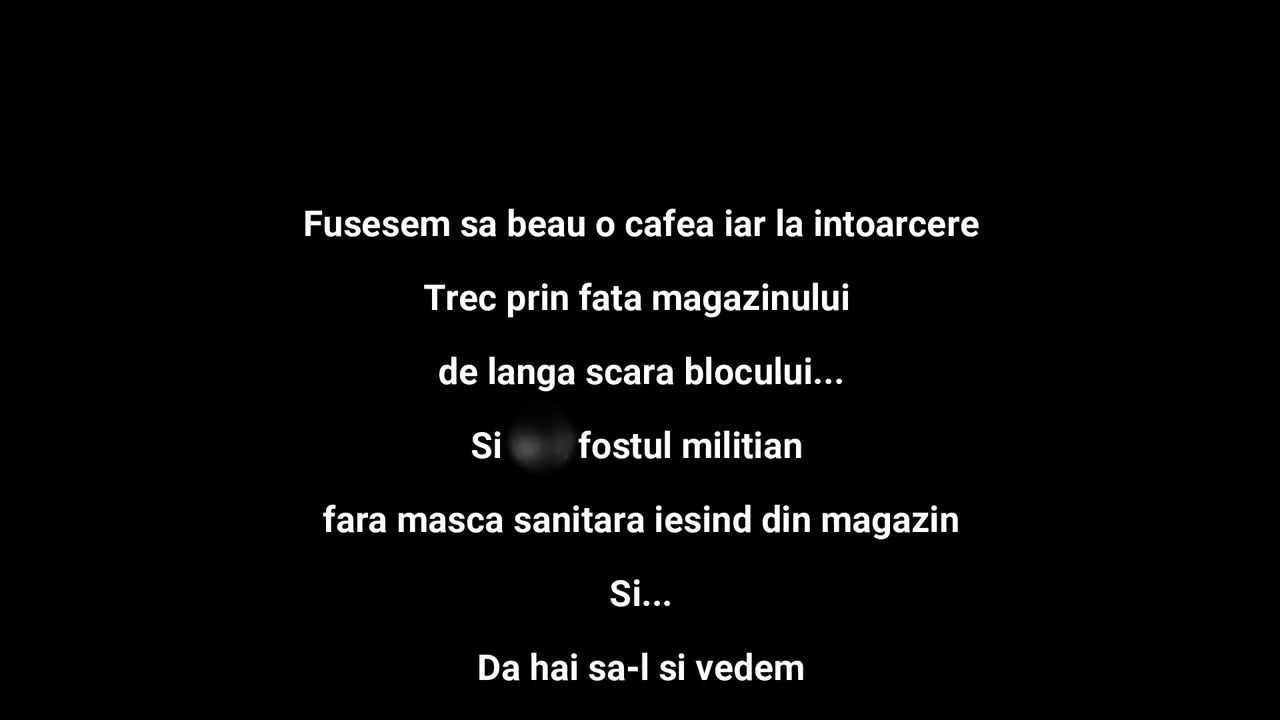 Fusesem sa beau o cafea iar la intoarcere
Trec prin fata magazinului
de langa scara blocului...
Si fostul militian
fara masca sanitara iesind din magazin
Si...
Da hai sa-l si vedem